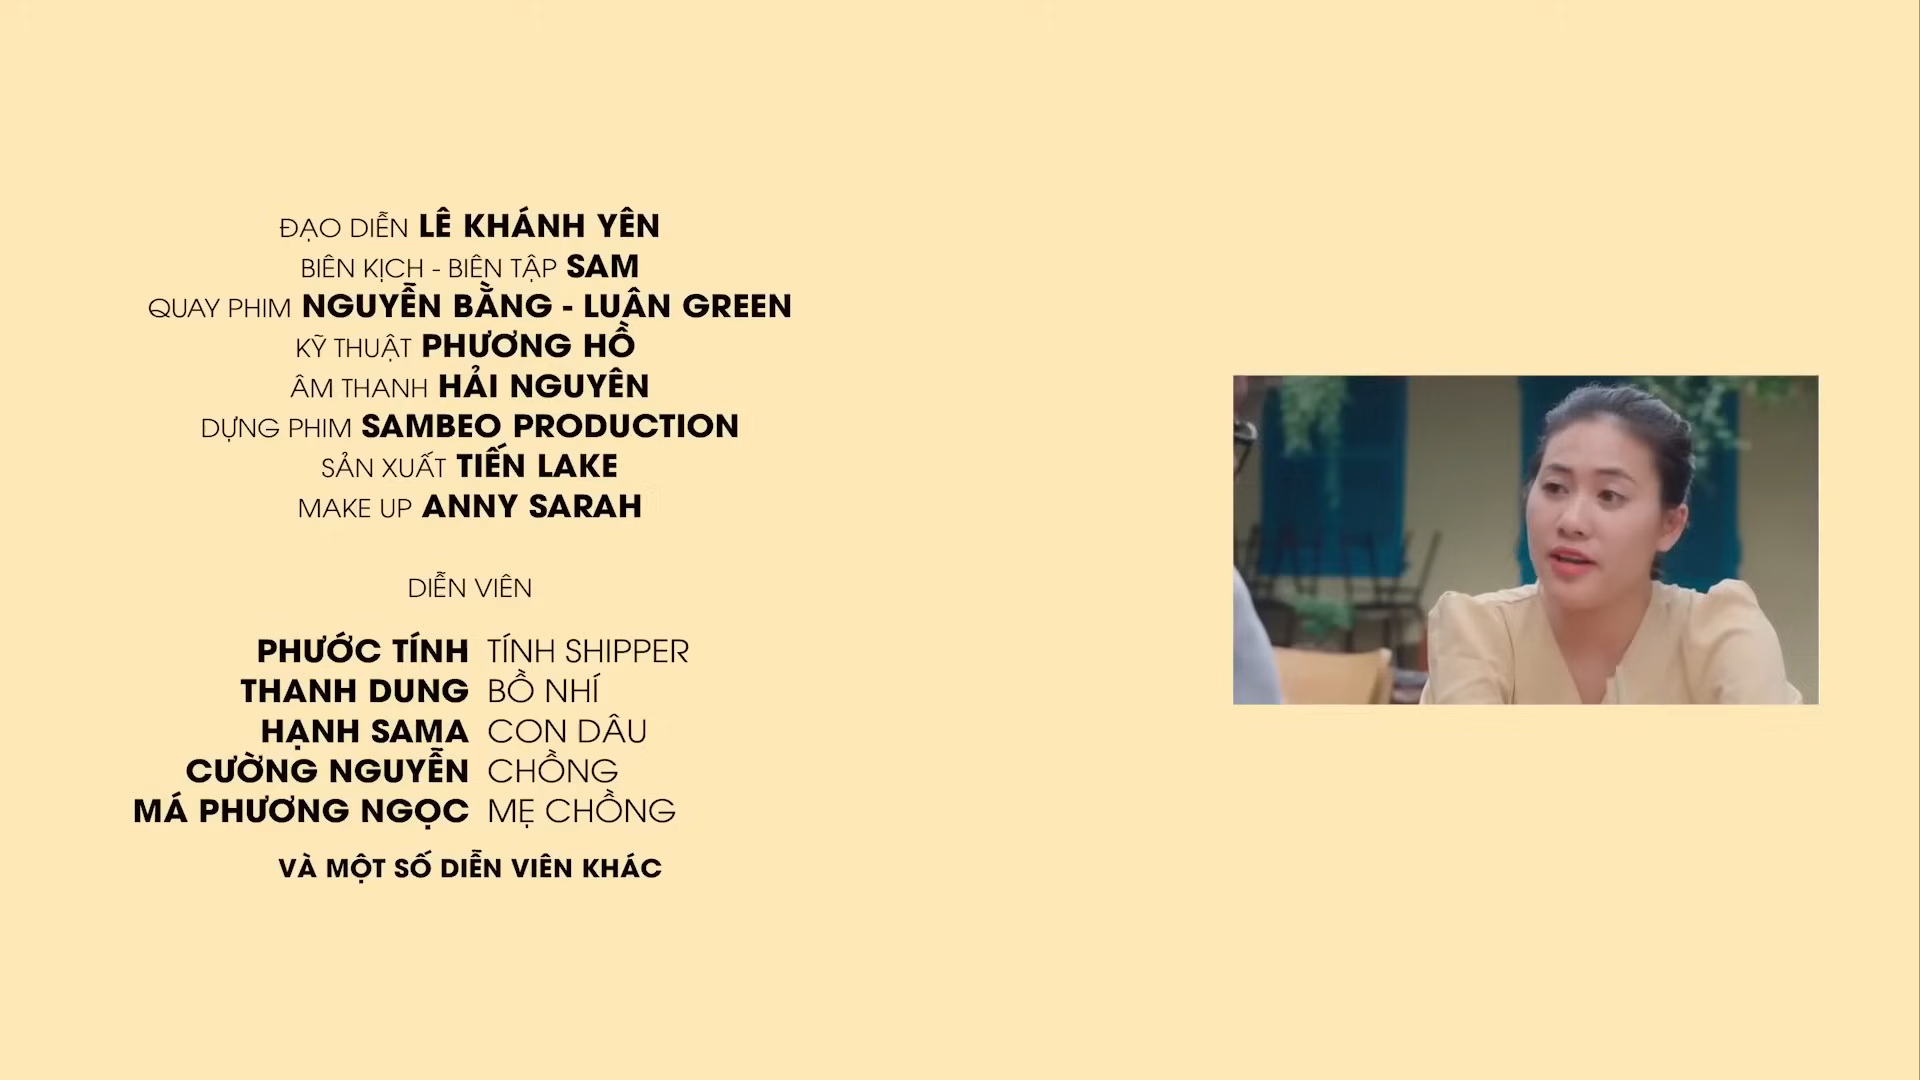 ĐẠO DIỄN LÊ KHÁNH YÊN
BIÊN KỊCH - BIÊN TẬP SAM
QUAY PHIM NGUYỄN BẰNG - LUÂN GREEN
KỸ THUẬT PHƯƠNG HỒ
ÂM THANH HẢI NGUYÊN
DỰNG PHIM SAMBEO PRODUCTION
SẢN XUẤT TIẾN LAKE
MAKE UP ANNY SARAH
DIỄN VIÊN
PHƯỚC TÍNH TÍNH SHIPPER
THANH DUNG BỒ NHÍ
HẠNH SAMA CON DÂU
CƯỜNG NGUYỄN CHỒNG
MÁ PHƯƠNG NGỌC MẸ CHỒNG
VÀ MỘT SỐ DIỄN VIÊN KHÁC